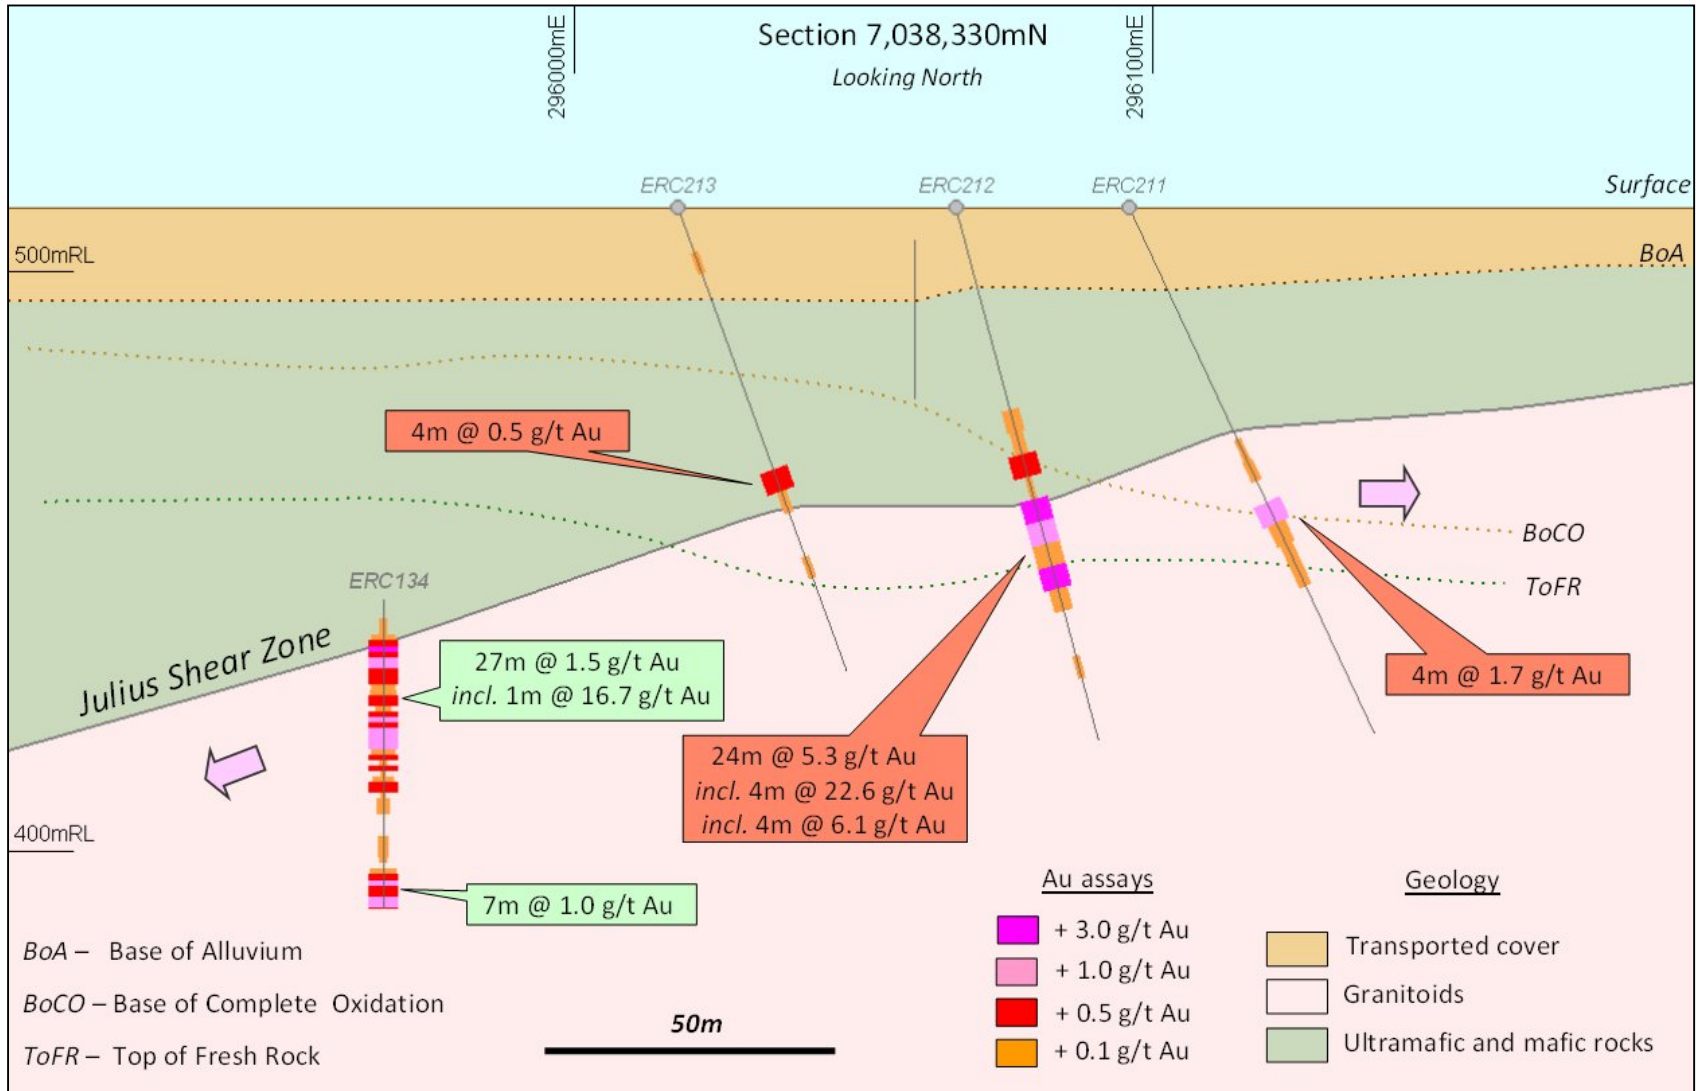 296000mE
Section 7,038,330mN
Looking North
296100mE
ERC213
ERC212
ERC211
Surface
500mRL
BoA
4m @ 0.5 g/t Au
BoCO
ToFR
ERC134
Julius Shear Zone
27m @ 1.5 g/t Au
incl. 1m @ 16.7 g/t Au
4m @ 1.7 g/t Au
24m @ 5.3 g/t Au
incl. 4m @ 22.6 g/t Au
incl. 4m @ 6.1 g/t Au
400mRL
7m @ 1.0 g/t Au
BoA – Base of Alluvium
BoCO – Base of Complete Oxidation
ToFR – Top of Fresh Rock
50m
Au assays
+ 3.0 g/t Au
+ 1.0 g/t Au
+ 0.5 g/t Au
+ 0.1 g/t Au
Geology
Transported cover
Granitoids
Ultramafic and mafic rocks